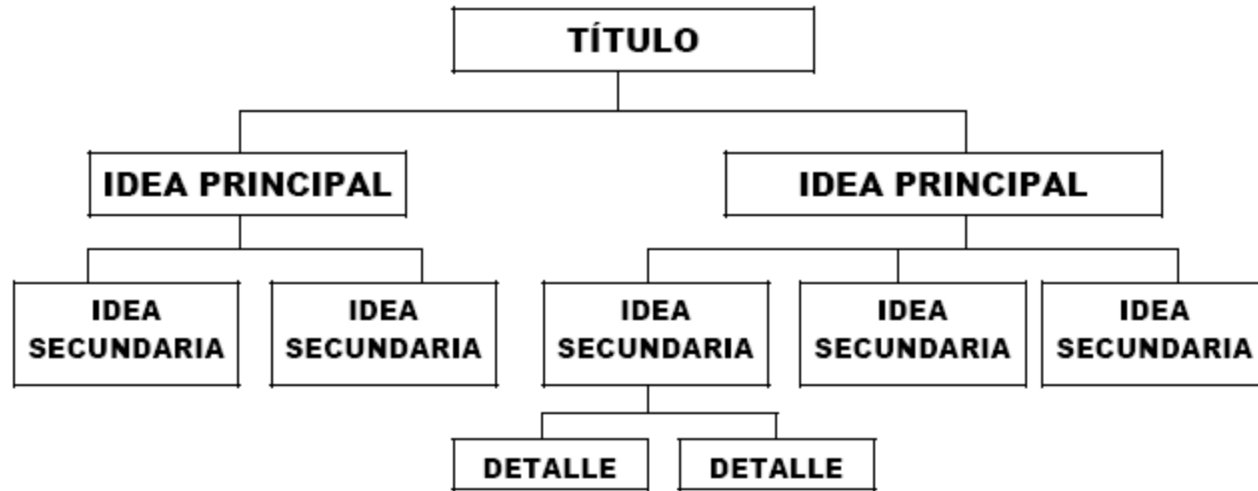 TÍTULO
IDEA PRINCIPAL
IDEA PRINCIPAL
IDEA
SECUNDARIA
IDEA
SECUNDARIA
IDEA
SECUNDARIA
IDEA
SECUNDARIA
IDEA
SECUNDARIA
DETALLE
DETALLE